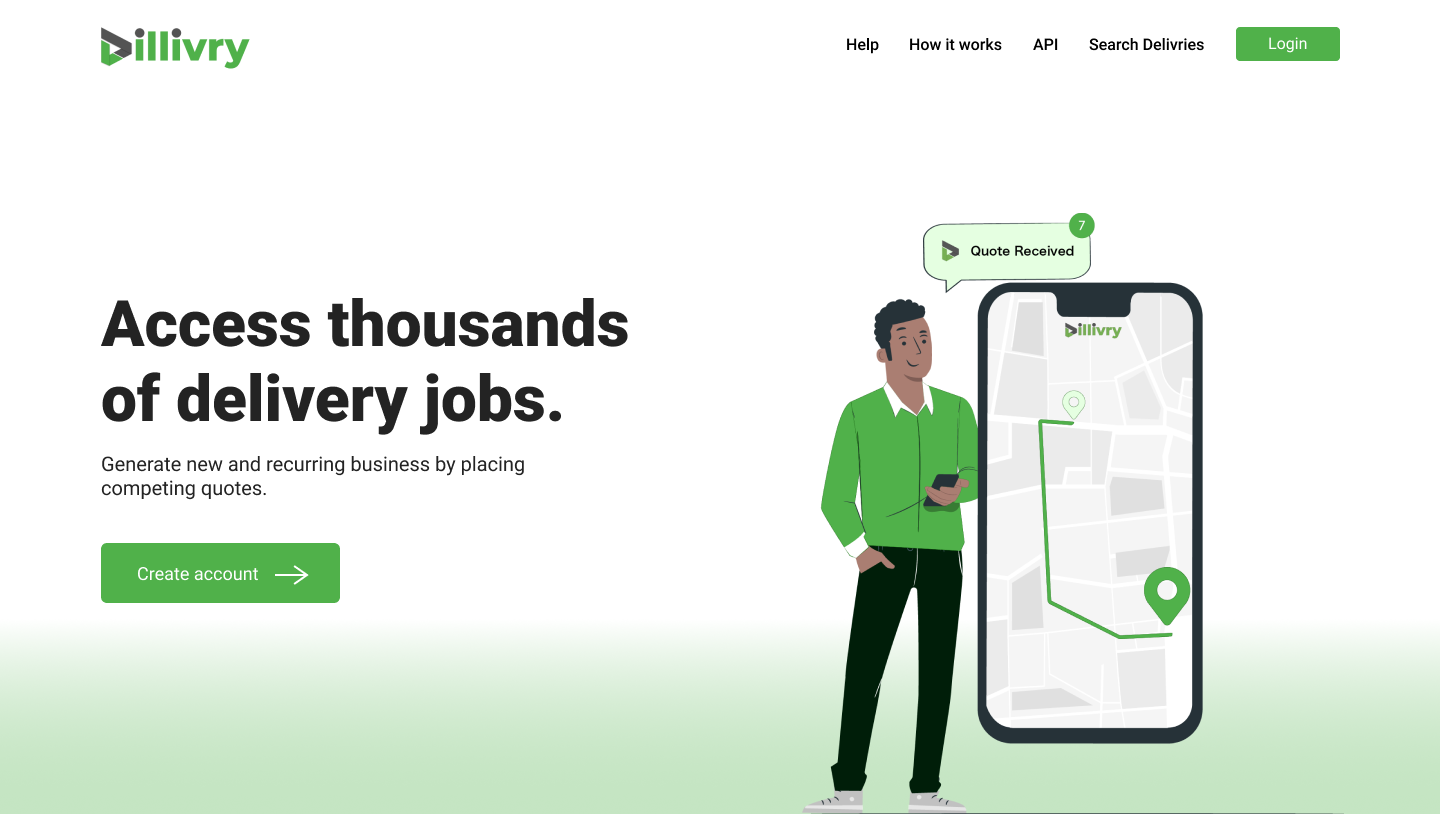 Dillivry
Help How it works API Search Delivries Login
7
Quote Received
Dillivry
Access thousands
of delivery jobs.
Generate new and recurring business by placing
competing quotes.
Create account